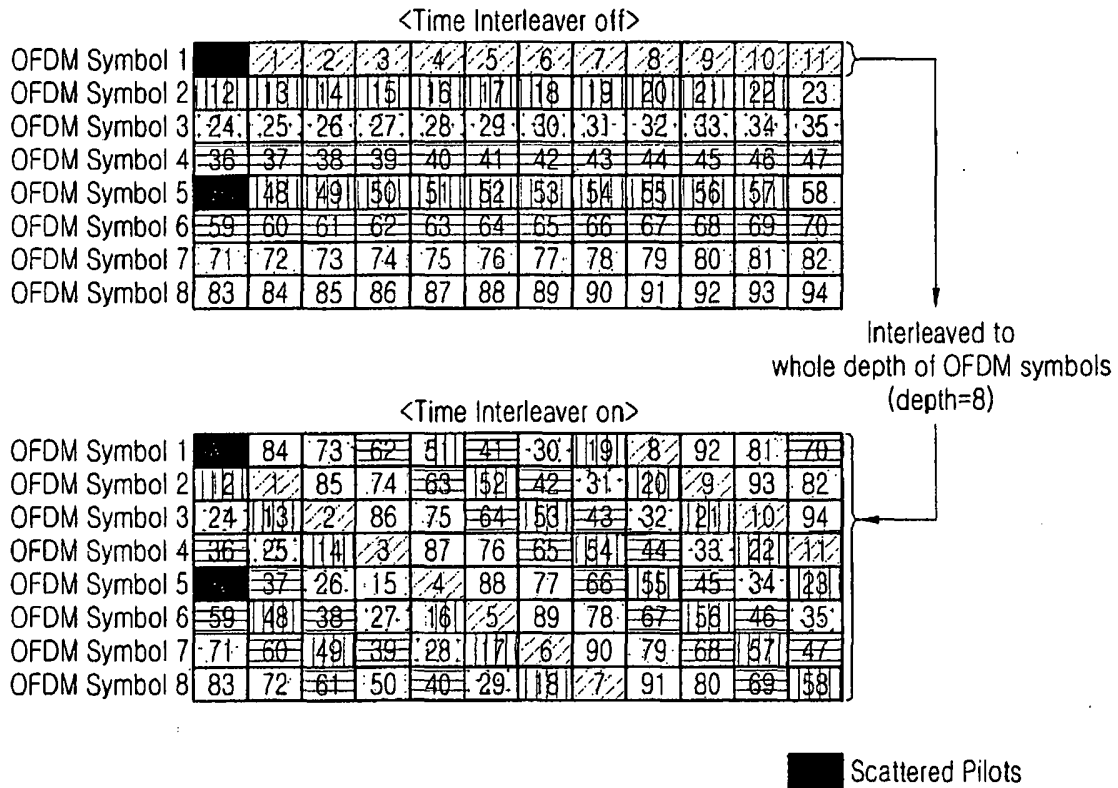 <Time Interleaver off>
OFDM Symbol 1 1 2 3 4 5 6 7 8 9 10 11
OFDM Symbol 2 12 13 14 15 16 17 18 19 20 21 22 23
OFDM Symbol 3 24 25 26 27 28 29 30 31 32 33 34 35
OFDM Symbol 4 36 37 38 39 40 41 42 43 44 45 46 47
OFDM Symbol 5 48 49 50 51 52 53 54 55 56 57 58
OFDM Symbol 6 59 60 61 62 63 64 65 66 67 68 69 70
OFDM Symbol 7 71 72 73 74 75 76 77 78 79 80 81 82
OFDM Symbol 8 83 84 85 86 87 88 89 90 91 92 93 94
Interleaved to
whole depth of OFDM symbols
(depth=8)
<Time Interleaver on>
OFDM Symbol 1 84 73 62 51 41 30 19 8 92 81 70
OFDM Symbol 2 12 1 85 74 63 52 42 31 20 9 93 82
OFDM Symbol 3 24 13 2 86 75 64 53 43 32 21 10 94
OFDM Symbol 4 36 25 14 3 87 76 65 54 44 33 22 11
OFDM Symbol 5 37 26 15 4 88 77 66 55 45 34 23
OFDM Symbol 6 59 48 38 27 16 5 89 78 67 56 46 35
OFDM Symbol 7 71 60 49 39 28 17 6 90 79 68 57 47
OFDM Symbol 8 83 72 61 50 40 29 18 7 91 80 69 58
Scattered Pilots